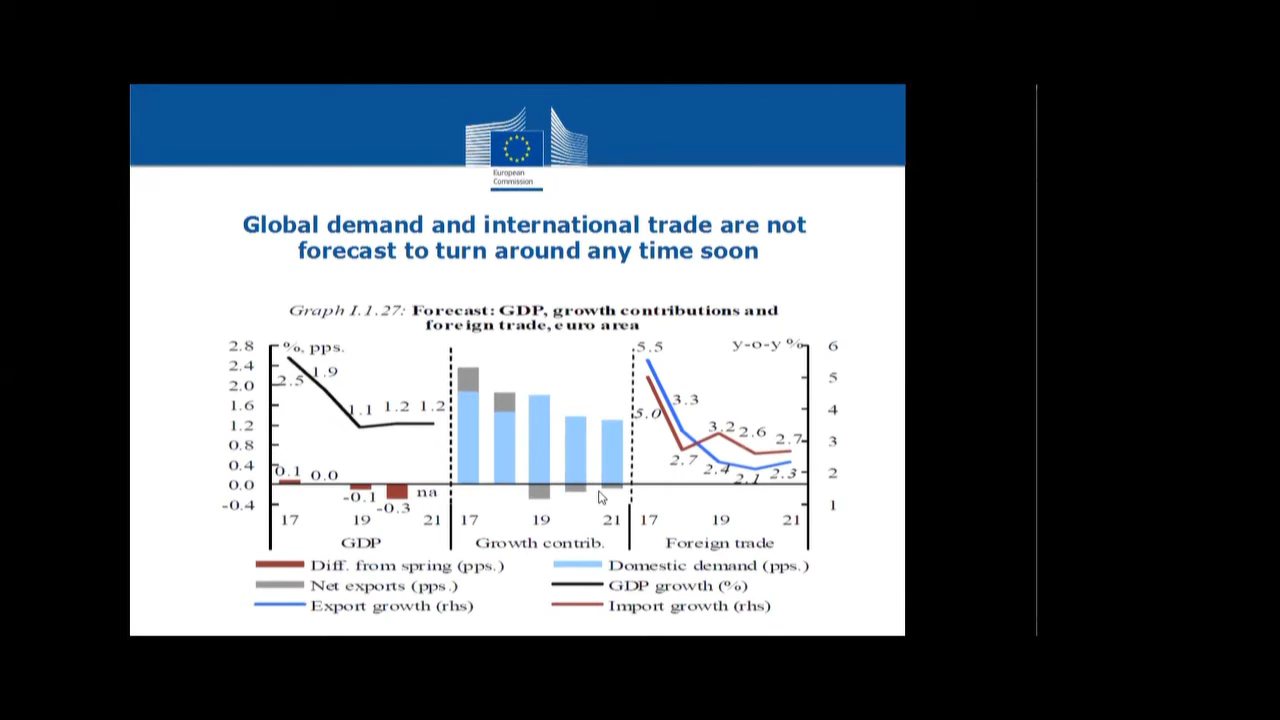 European
Commission
Global demand and international trade are not
forecast to turn around any time soon
Graph I.1.27: Forecast: GDP, growth contributions and
foreign trade, euro area
2.8
2.4
2.0
1.6
1.2
0.8
0.4
0.0
-0.4
%, pps.
2.5
1.9
1.1 1.2 1.2
0.1 0.0
-0.1
-0.3
na
17 19 21
GDP
17 19 21
Growth contrib.
y-o-y %
5.5
5.0
3.3
2.7
3.2 2.6 2.7
2.4 2.1 2.3
17 19 21
Foreign trade
6
5
4
3
2
1
Diff. from spring (pps.)
Domestic demand (pps.)
Net exports (pps.)
GDP growth (%)
Export growth (rhs)
Import growth (rhs)